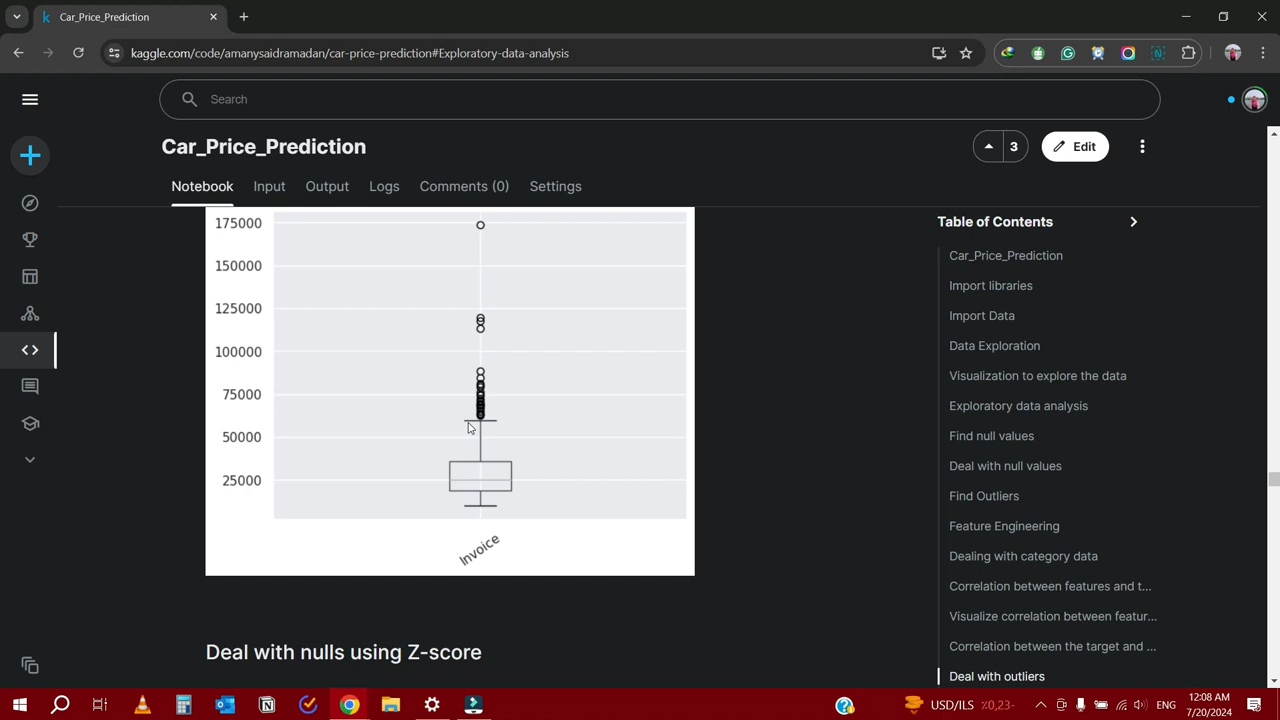 Car_Price_Prediction
kaggle.com/code/amanysaidramadan/car-price-prediction#Exploratory-data-analysis
Search
Car_Price_Prediction
3
Edit
Notebook
Input
Output
Logs
Comments (0)
Settings
175000
150000
125000
100000
75000
50000
25000
Invoice
Deal with nulls using Z-score
Table of Contents
Car_Price_Prediction
Import libraries
Import Data
Data Exploration
Visualization to explore the data
Exploratory data analysis
Find null values
Deal with null values
Find Outliers
Feature Engineering
Dealing with category data
Correlation between features and t...
Visualize correlation between featur...
Correlation between the target and ...
Deal with outliers
USD/ILS %0,23-
ENG
12:08 AM
7/20/2024